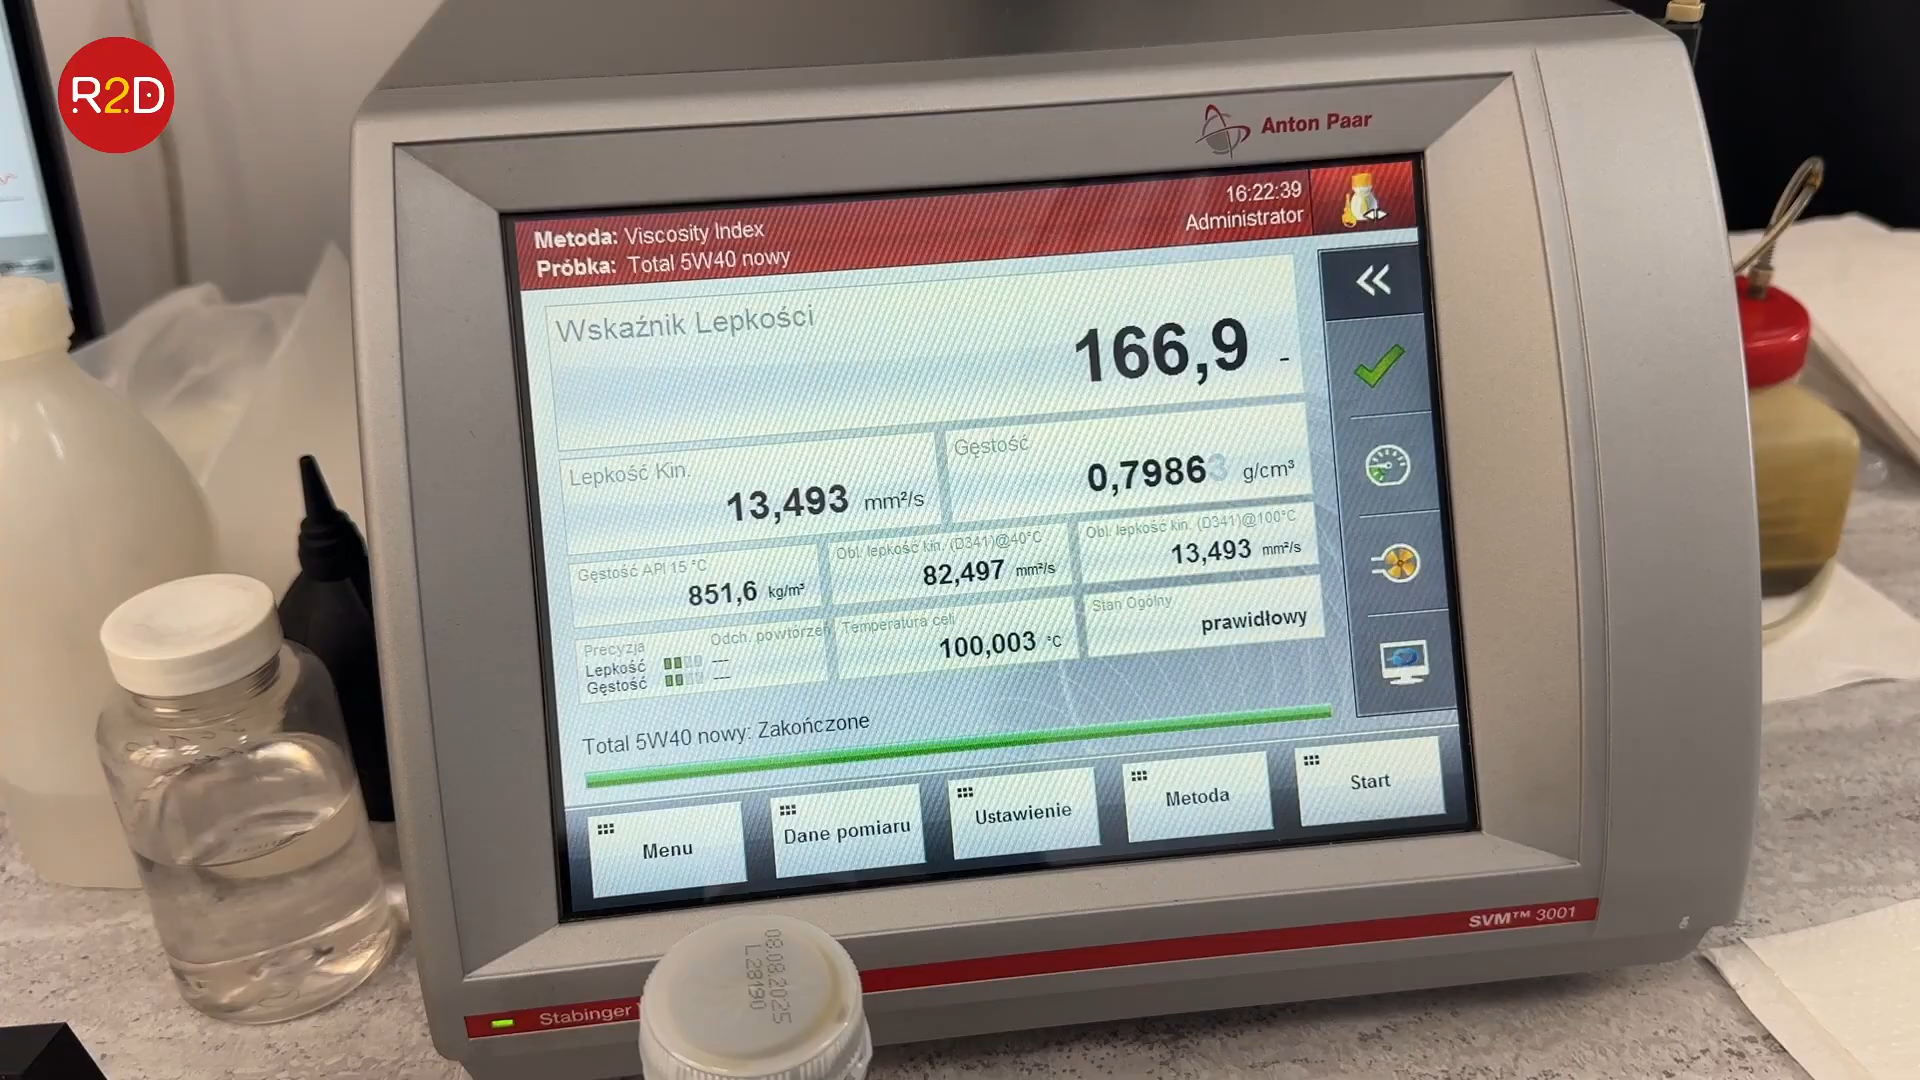 R2D
Anton Paar
16:22:39
Administrator
Metoda: Viscosity Index
Próbka: Total 5W40 nowy
Wskaźnik Lepkości
166,9 -
Lepkość Kin.
13,493 mm²/s
Gęstość
0,79863 g/cm³
Gęstość API 15 °C
851,6 kg/m³
Obl. lepkość kin. (D341)@40°C
82,497 mm²/s
Obl. lepkość kin. (D341)@100°C
13,493 mm²/s
Precyzja
Odch. powtórzeń
Lepkość ---
Gęstość ---
Temperatura celi
100,003 °C
Stan Ogólny
prawidłowy
Total 5W40 nowy: Zakończone
Menu
Dane pomiaru
Ustawienie
Metoda
Start
SVM™ 3001
Stabinger
08.08.2025
L28190